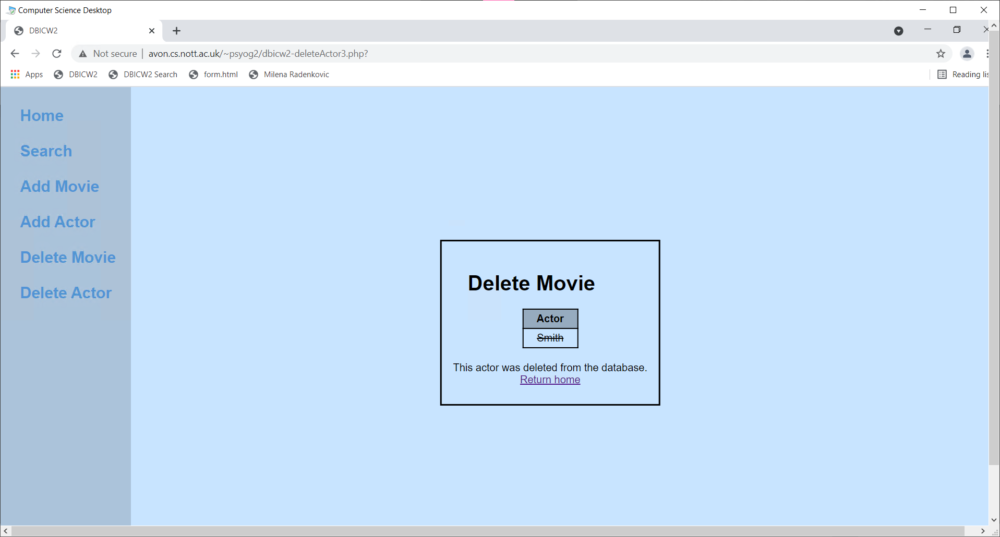 Computer Science Desktop
DBICW2
Not secure | avon.cs.nott.ac.uk/~psyog2/dbicw2-deleteActor3.php?
Apps DBICW2 DBICW2 Search form.html Milena Radenkovic Reading lis
Home
Search
Add Movie
Add Actor
Delete Movie
Delete Actor
Delete Movie
Actor
Smith
This actor was deleted from the database.
Return home